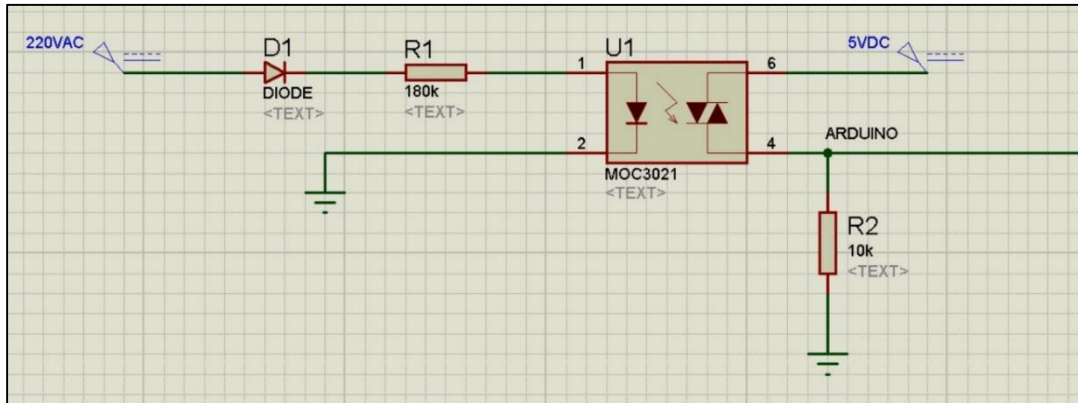 220VAC
D1
DIODE
<TEXT>
R1
180k
<TEXT>
U1
1
2
6
4
MOC3021
<TEXT>
5VDC
ARDUINO
R2
10k
<TEXT>